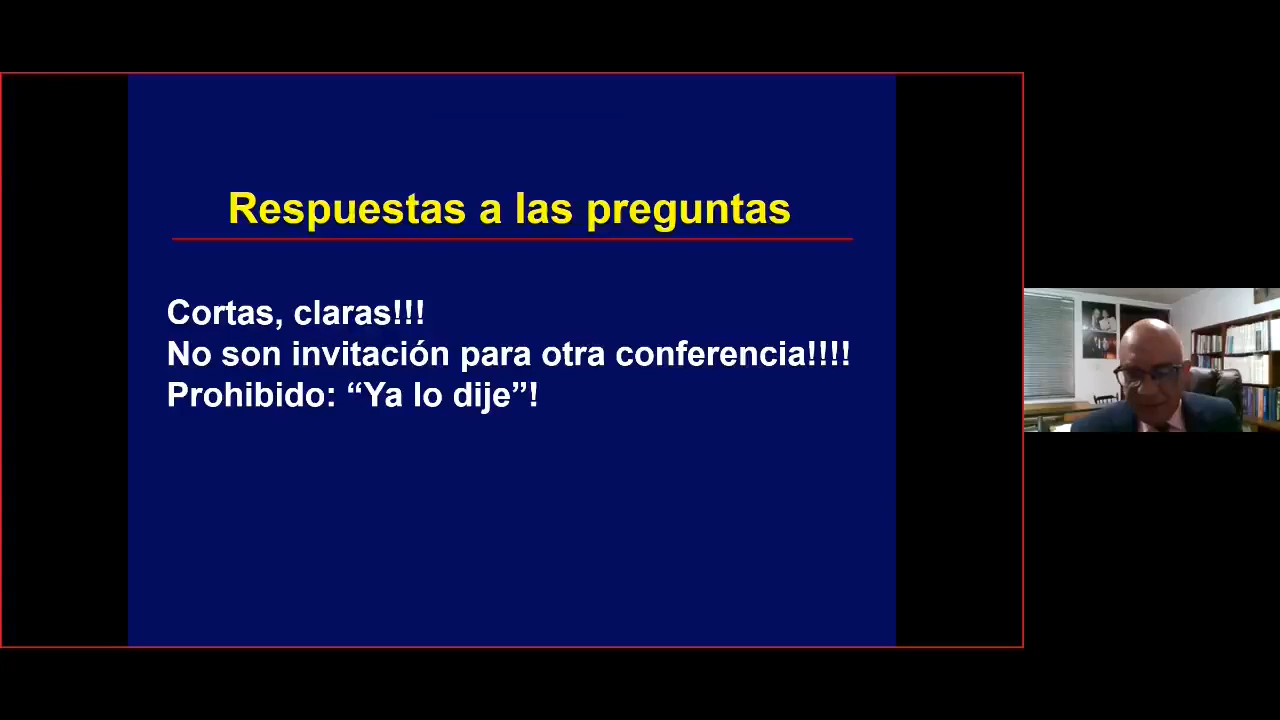 Respuestas a las preguntas
Cortas, claras!!!
No son invitación para otra conferencia!!!!
Prohibido: “Ya lo dije”!